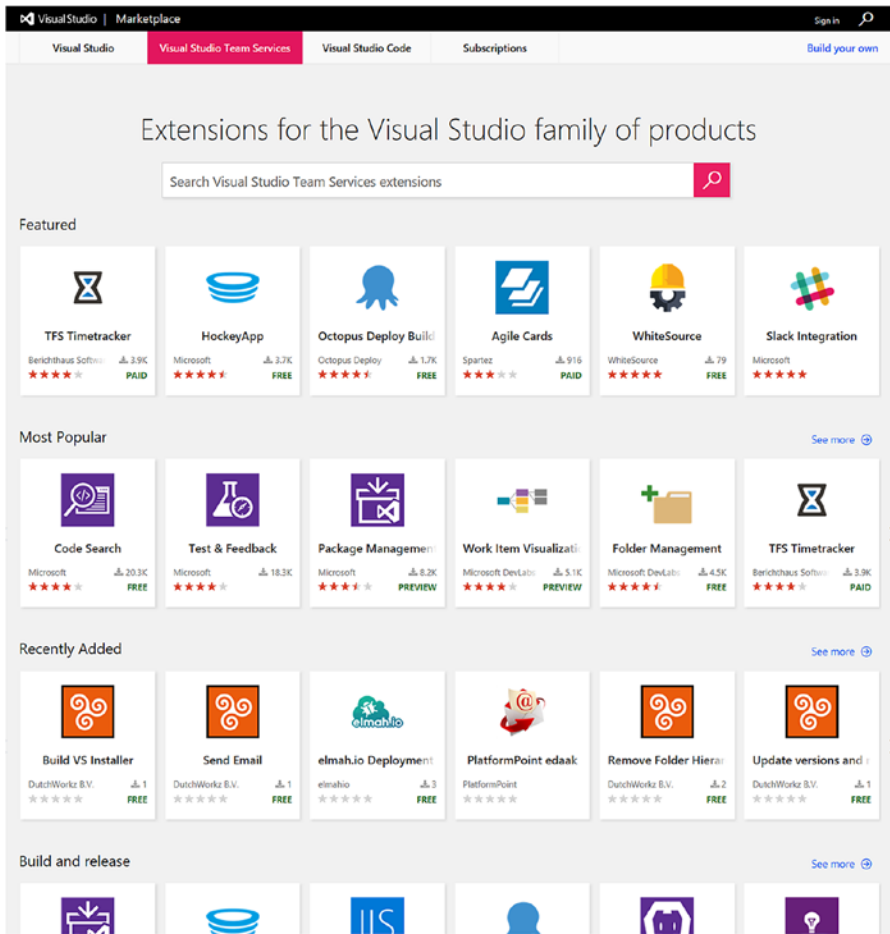 Visual Studio | Marketplace
Sign in
Visual Studio
Visual Studio Team Services
Visual Studio Code
Subscriptions
Build your own
Extensions for the Visual Studio family of products
Search Visual Studio Team Services extensions
Featured
TFS Timetracker
HockeyApp
Octopus Deploy Build
Agile Cards
WhiteSource
Slack Integration
Berichthaus Softwa 3.9K
Microsoft 3.7K
Octopus Deploy 1.7K
Spartez 916
WhiteSource 79
Microsoft
PAID
FREE
FREE
PAID
FREE
Most Popular
See more
Code Search
Test & Feedback
Package Management
Work Item Visualizati
Folder Management
TFS Timetracker
Microsoft 20.3K
Microsoft 18.3K
Microsoft 8.2K
Microsoft DevLabs 5.1K
Microsoft DevLabs 4.5K
Berichthaus Softwa 3.9K
FREE
PREVIEW
PREVIEW
FREE
PAID
Recently Added
See more
elmah.io
@
Build VS Installer
Send Email
elmah.io Deployment
PlatformPoint edaak
Remove Folder Hierar
Update versions and r
DutchWorkz B.V. 1
DutchWorkz B.V. 1
elmahio 3
PlatformPoint
DutchWorkz B.V. 2
DutchWorkz B.V. 1
FREE
FREE
FREE
FREE
FREE
Build and release
See more
IIS